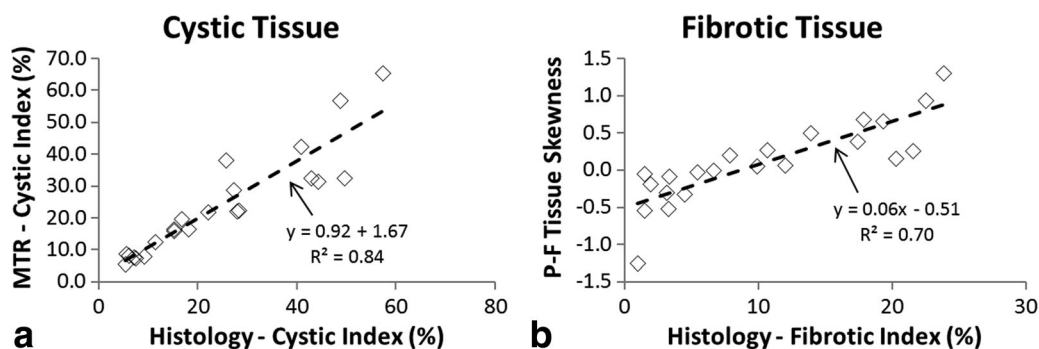 Cystic Tissue
MTR - Cystic Index (%)
70.0
60.0
50.0
40.0
30.0
20.0
10.0
0.0
y = 0.92 + 1.67
R² = 0.84
0 20 40 60 80
a Histology - Cystic Index (%)
Fibrotic Tissue
P-F Tissue Skewness
1.5
1.0
0.5
0.0
-0.5
-1.0
-1.5
y = 0.06x - 0.51
R² = 0.70
0 10 20 30
b Histology - Fibrotic Index (%)